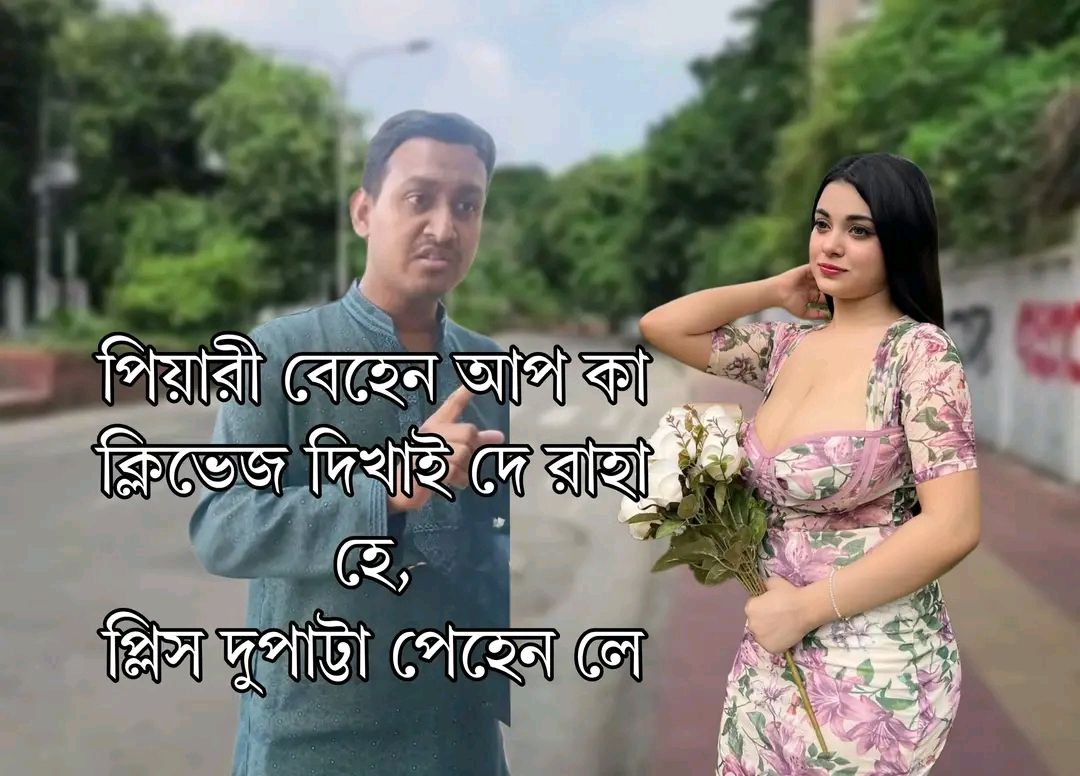 পিয়ারী বেহেন আপ কা
ক্লিভেজ দিখাই দে রাহা
হে,
প্লিস দুপাট্টা পেহেন লে